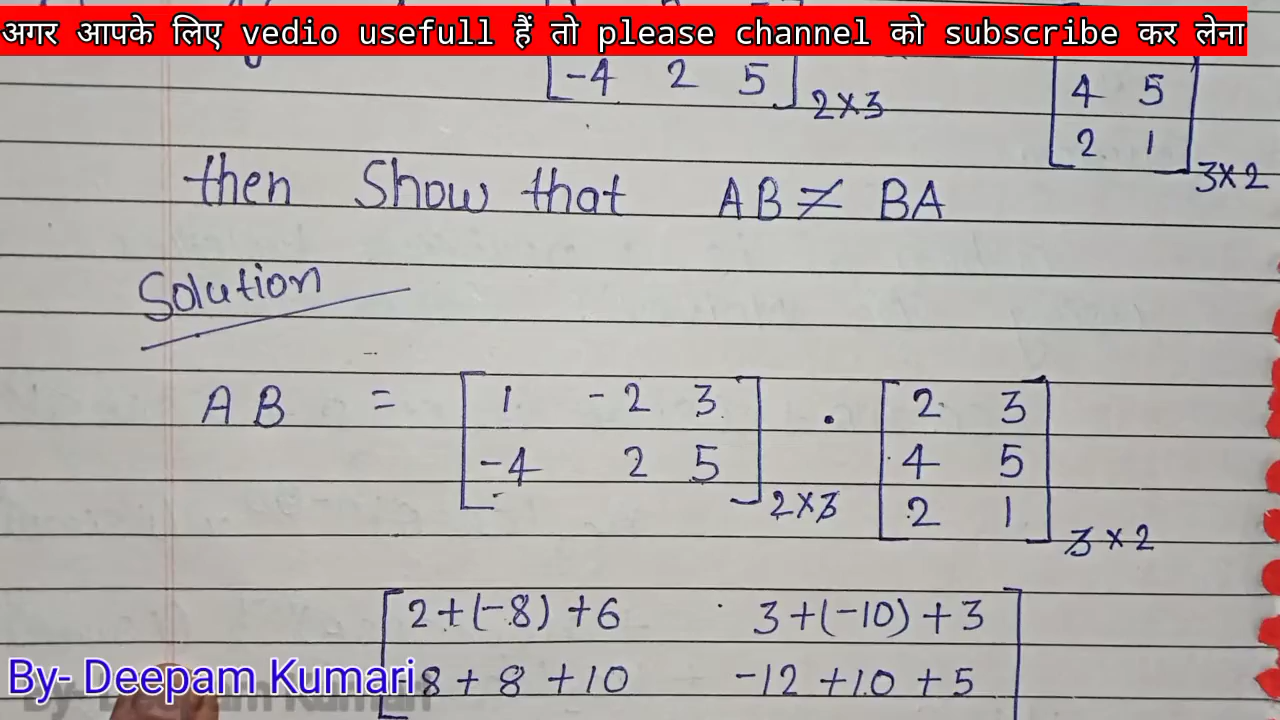 अगर आपके लिए vedio usefull हैं तो please channel को subscribe कर लेना
-4 2 5 2×3
4 5
2 1 3×2
then Show that AB ≠ BA
Solution
AB = 1 -2 3 . 2 3
-4 2 5 2×3 4 5
2 1 3×2
2+(-8)+6 3+(-10)+3
-8+8+10 -12+10+5
By- Deepam Kumari